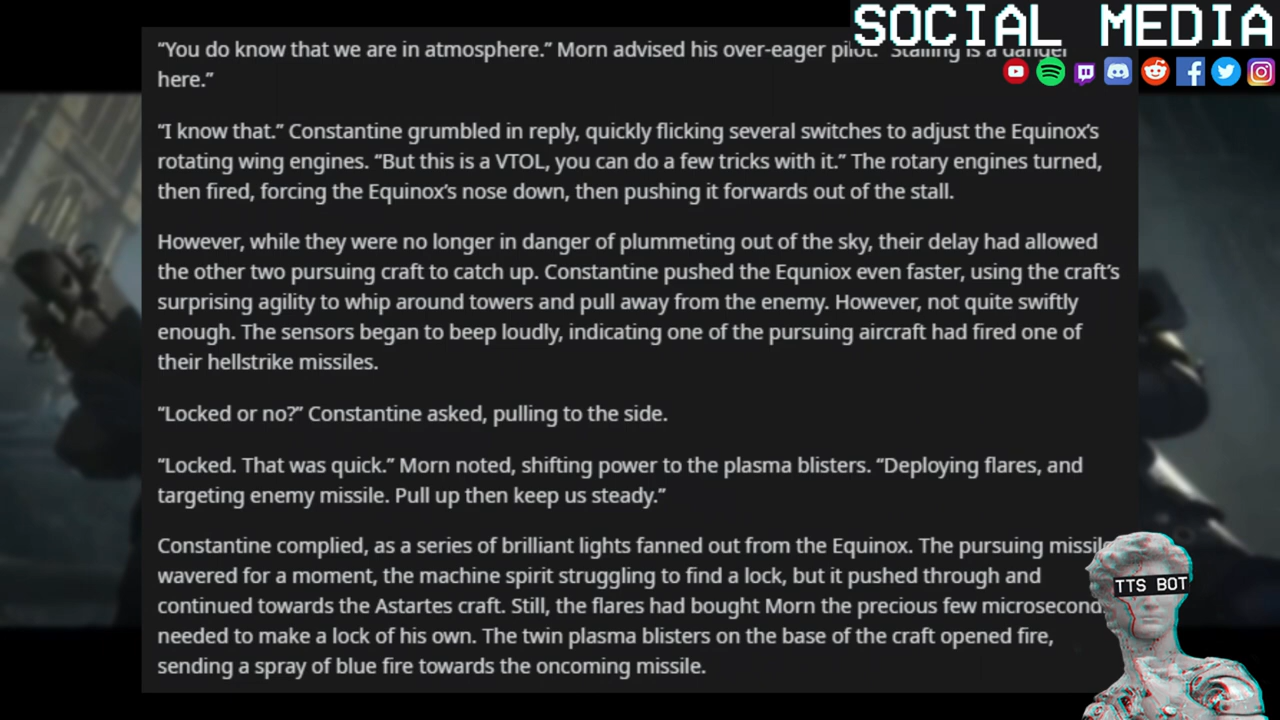 SOCIAL MEDIA
“You do know that we are in atmosphere.” Morn advised his over-eager pilot. “Stalling is a danger
here.”
“I know that.” Constantine grumbled in reply, quickly flicking several switches to adjust the Equinox’s
rotating wing engines. “But this is a VTOL, you can do a few tricks with it.” The rotary engines turned,
then fired, forcing the Equinox’s nose down, then pushing it forwards out of the stall.
However, while they were no longer in danger of plummeting out of the sky, their delay had allowed
the other two pursuing craft to catch up. Constantine pushed the Equniox even faster, using the craft’s
surprising agility to whip around towers and pull away from the enemy. However, not quite swiftly
enough. The sensors began to beep loudly, indicating one of the pursuing aircraft had fired one of
their hellstrike missiles.
“Locked or no?” Constantine asked, pulling to the side.
“Locked. That was quick.” Morn noted, shifting power to the plasma blisters. “Deploying flares, and
targeting enemy missile. Pull up then keep us steady.”
Constantine complied, as a series of brilliant lights fanned out from the Equinox. The pursuing missile
wavered for a moment, the machine spirit struggling to find a lock, but it pushed through and
continued towards the Astartes craft. Still, the flares had bought Morn the precious few microseconds
needed to make a lock of his own. The twin plasma blisters on the base of the craft opened fire,
sending a spray of blue fire towards the oncoming missile.
TTS BOT